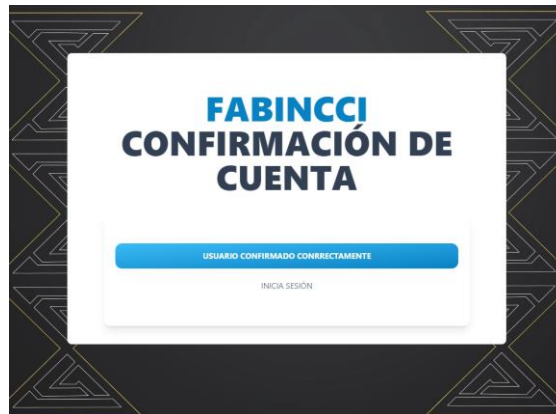 FABINCCI
CONFIRMACIÓN DE
CUENTA
USUARIO CONFIRMADO CONRRECTAMENTE
INICIA SESIÓN